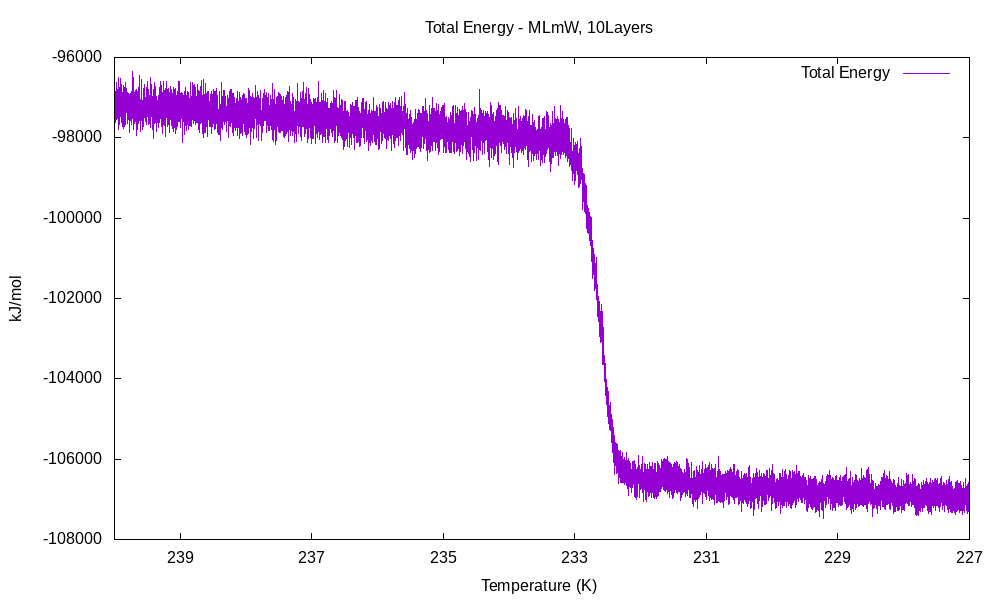 Total Energy - MLmW, 10Layers
Total Energy
kJ/mol
-96000
-98000
-100000
-102000
-104000
-106000
-108000
239 237 235 233 231 229 227
Temperature (K)